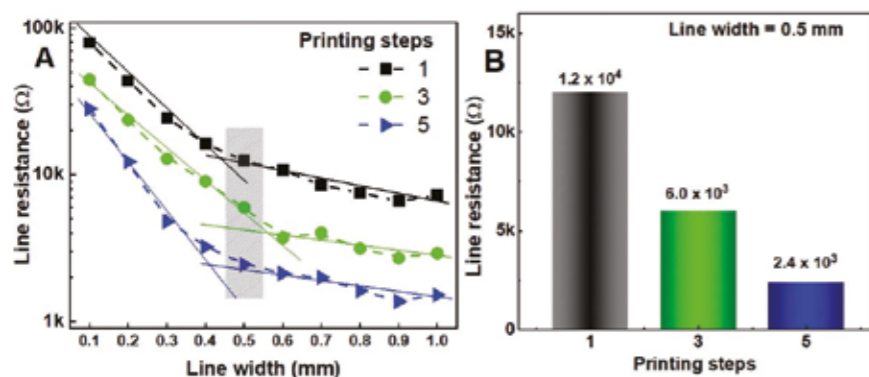 A
Printing steps
1
3
5
100k
10k
1k
Line resistance (Ω)
0.1 0.2 0.3 0.4 0.5 0.6 0.7 0.8 0.9 1.0
Line width (mm)
B
Line width = 0.5 mm
15k
10k
5k
0
Line resistance (Ω)
1.2 x 10⁴
6.0 x 10³
2.4 x 10³
1 3 5
Printing steps